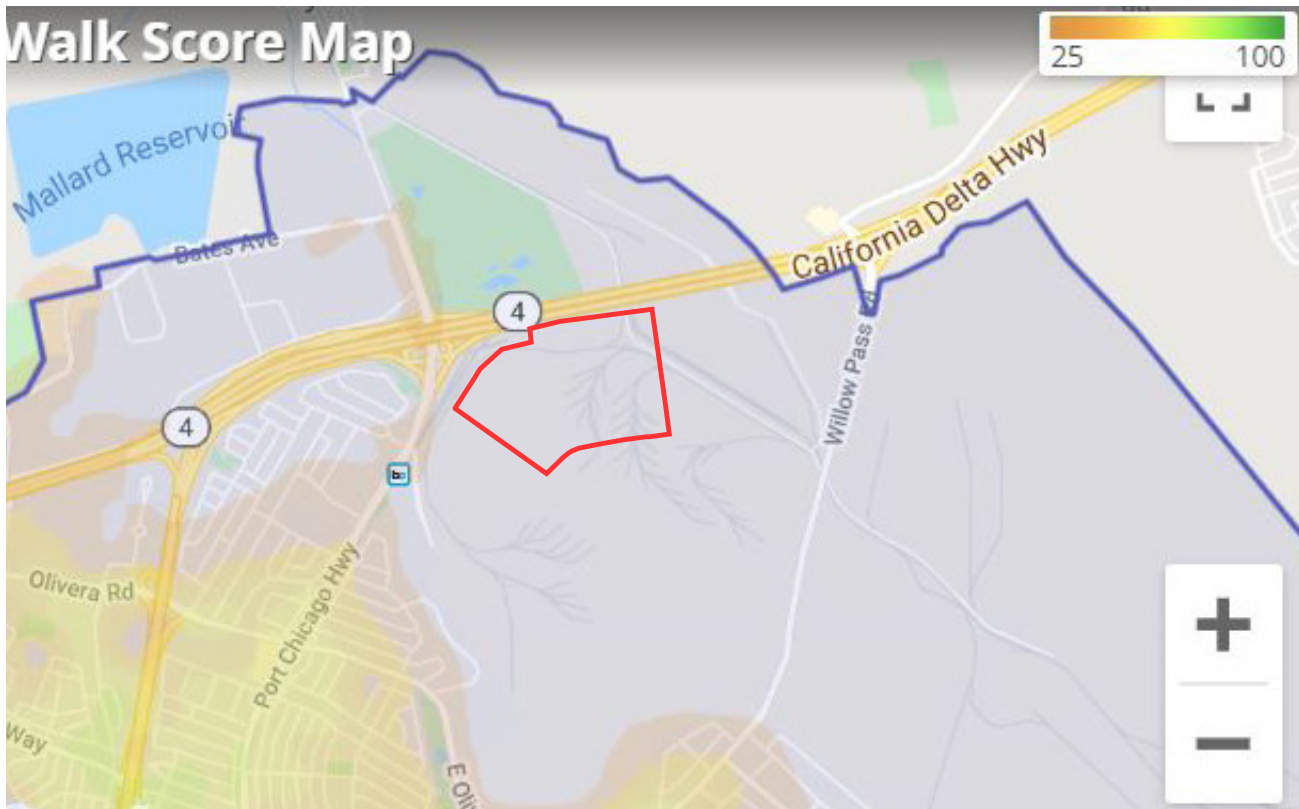 Walk Score Map
25 100
Mallard Reservoir
California Delta Hwy
Bates Ave
4
4
Willow Pass Rd
Olivera Rd
Port Chicago Hwy
Way